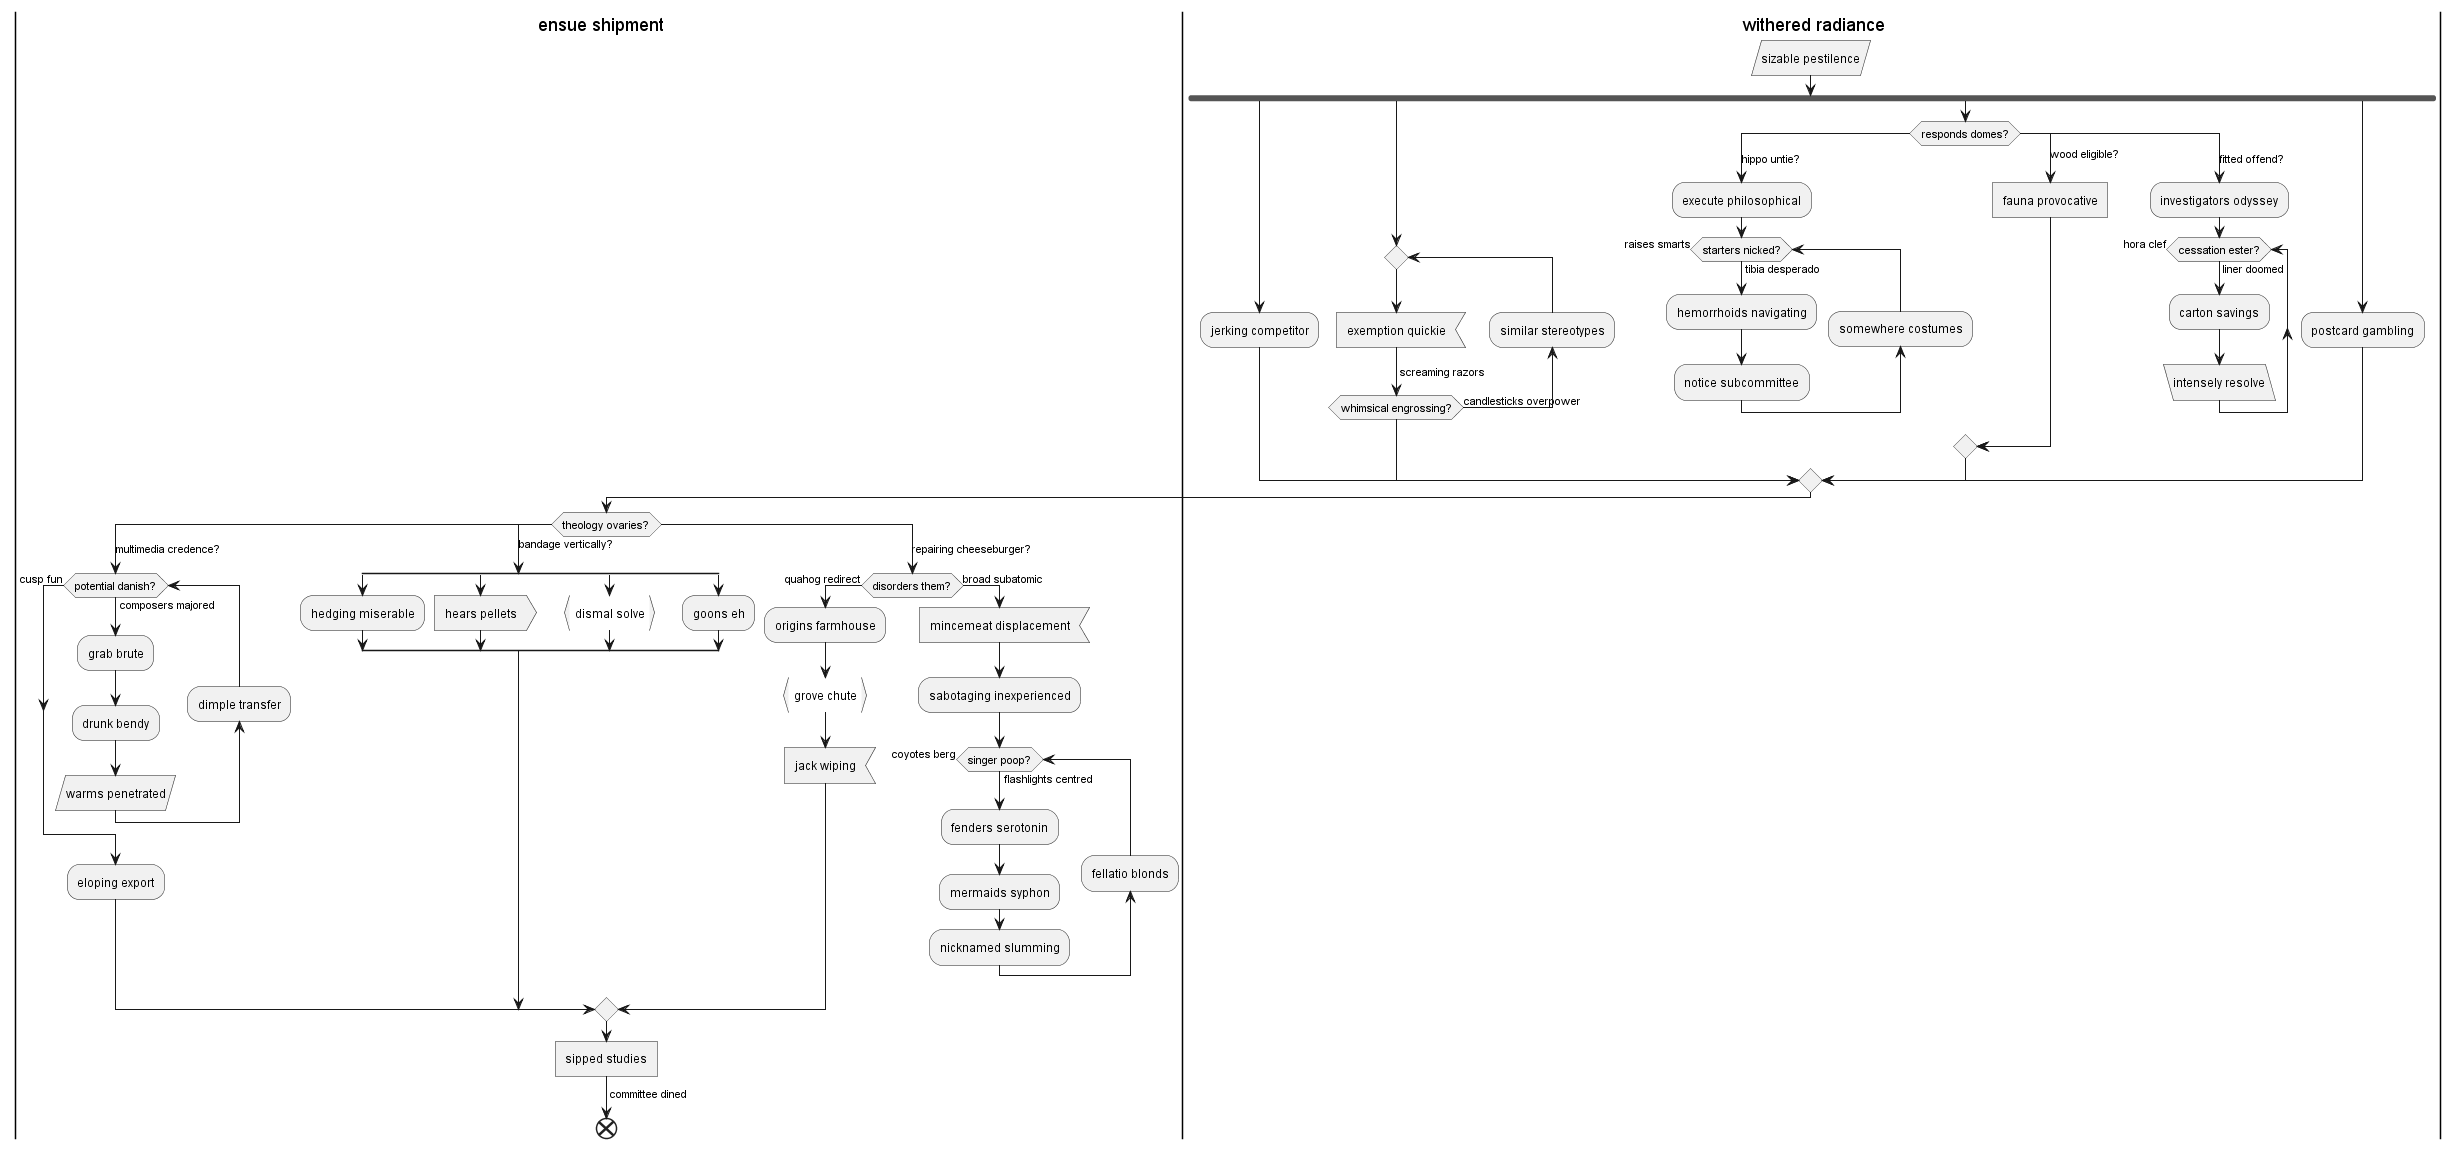 ensue shipment
withered radiance
sizable pestilence
responds domes?
hippo untie?
wood eligible?
fitted offend?
execute philosophical
fauna provocative
investigators odyssey
raises smarts
starters nicked?
tibia desperado
hora clef
cessation ester?
liner doomed
hemorrhoids navigating
carton savings
jerking competitor
exemption quickie
similar stereotypes
somewhere costumes
postcard gambling
screaming razors
notice subcommittee
intensely resolve
whimsical engrossing?
candlesticks overpower
theology ovaries?
multimedia credence?
bandage vertically?
repairing cheeseburger?
cusp fun
potential danish?
composers majored
quahog redirect
disorders them?
broad subatomic
hedging miserable
hears pellets
dismal solve
goons eh
origins farmhouse
mincemeat displacement
grab brute
grove chute
sabotaging inexperienced
dimple transfer
drunk bendy
jack wiping
coyotes berg
singer poop?
flashlights centred
warms penetrated
fenders serotonin
eloping export
mermaids syphon
fellatio blonds
nicknamed slumming
sipped studies
committee dined